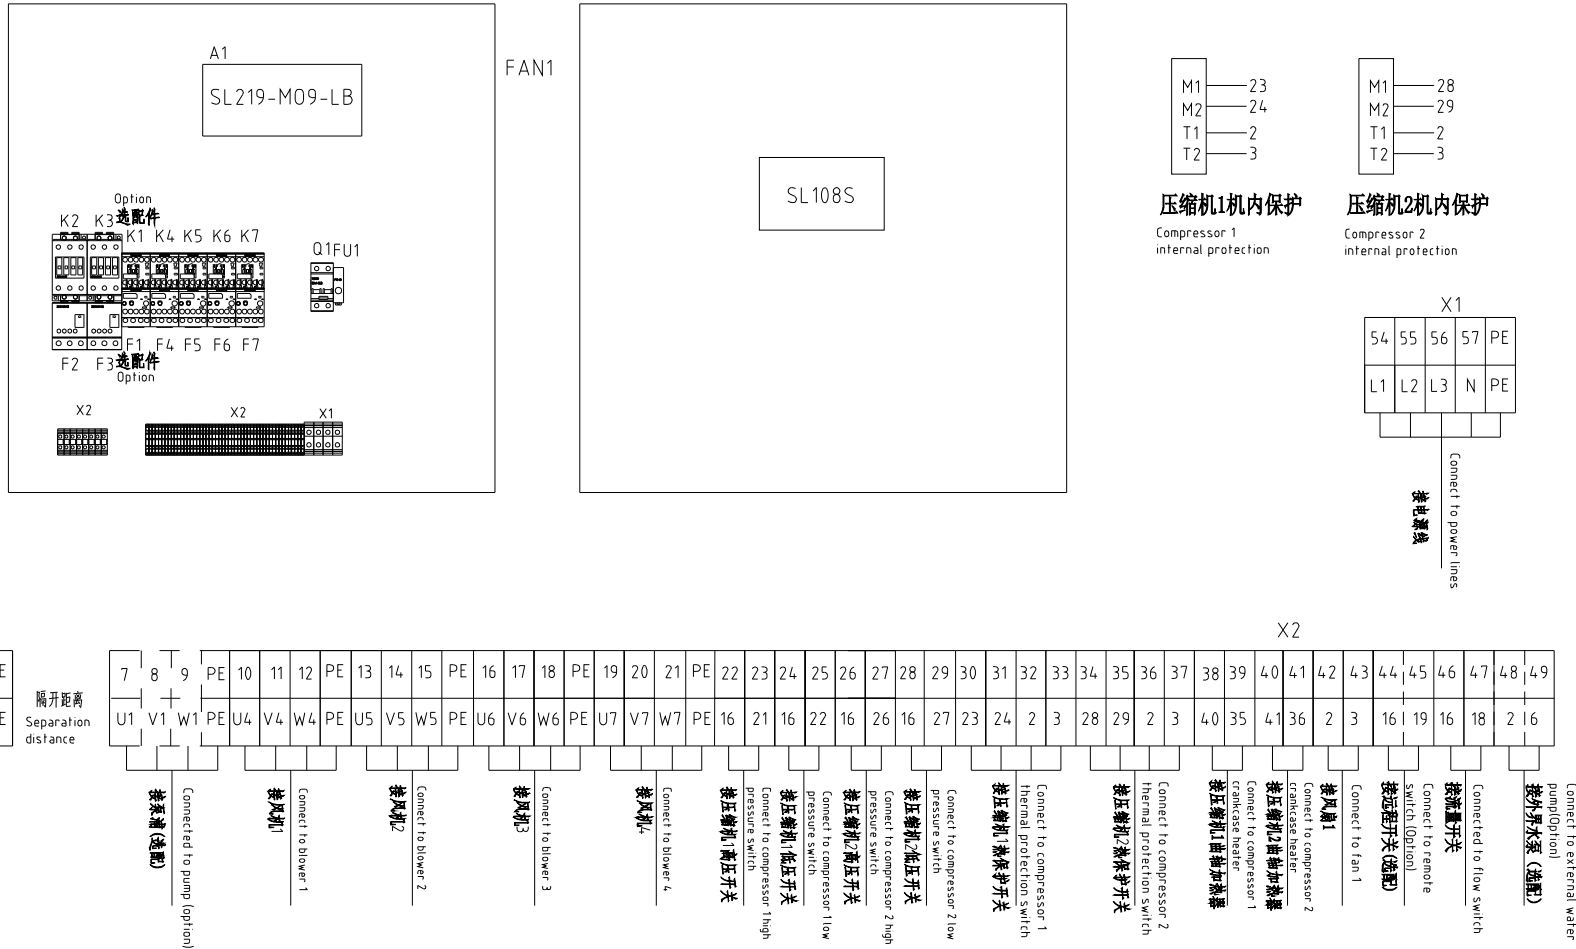 A1
SL219-M09-LB
FAN1
SL108S
Option
选配件
K2 K3 K1 K4 K5 K6 K7
Q1 FU1
F2 F3 F1 F4 F5 F6 F7
选配件
Option
X2 X2 X1
M1 23
M2 24
T1 2
T2 3
压缩机1机内保护
Compressor 1
internal protection
M1 28
M2 29
T1 2
T2 3
压缩机2机内保护
Compressor 2
internal protection
X1
54 55 56 57 PE
L1 L2 L3 N PE
Connect to power lines
接电源线
X2
隔开距离
Separation
distance
7 8 9 PE 10 11 12 PE 13 14 15 PE 16 17 18 PE 19 20 21 PE 22 23 24 25 26 27 28 29 30 31 32 33 34 35 36 37 38 39 40 41 42 43 44 45 46 47 48 49
U1 V1 W1 PE U4 V4 W4 PE U5 V5 W5 PE U6 V6 W6 PE U7 V7 W7 PE 16 21 16 22 16 26 16 27 23 24 2 3 28 29 2 3 40 35 41 36 2 3 16 19 16 18 2 6
Connected to pump (option)
接泵浦(选配)
Connect to blower 1
接风机1
Connect to blower 2
接风机2
Connect to blower 3
接风机3
Connect to blower 4
接风机4
Connect to compressor 1 high
pressure switch
接压缩机1高压开关
Connect to compressor 1 low
pressure switch
接压缩机1低压开关
Connect to compressor 2 high
pressure switch
接压缩机2高压开关
Connect to compressor 2 low
pressure switch
接压缩机2低压开关
Connect to compressor 1
thermal protection switch
接压缩机1热保护开关
Connect to compressor 2
thermal protection switch
接压缩机2热保护开关
Connect to compressor 1
crankcase heater
接压缩机1曲轴加热器
Connect to compressor 2
crankcase heater
接压缩机2曲轴加热器
Connect to fan 1
接风扇1
Connect to remote
switch (Option)
接远程开关(选配)
Connected to flow switch
接流量开关
Connect to external water
pump(Option)
接外界水泵（选配）